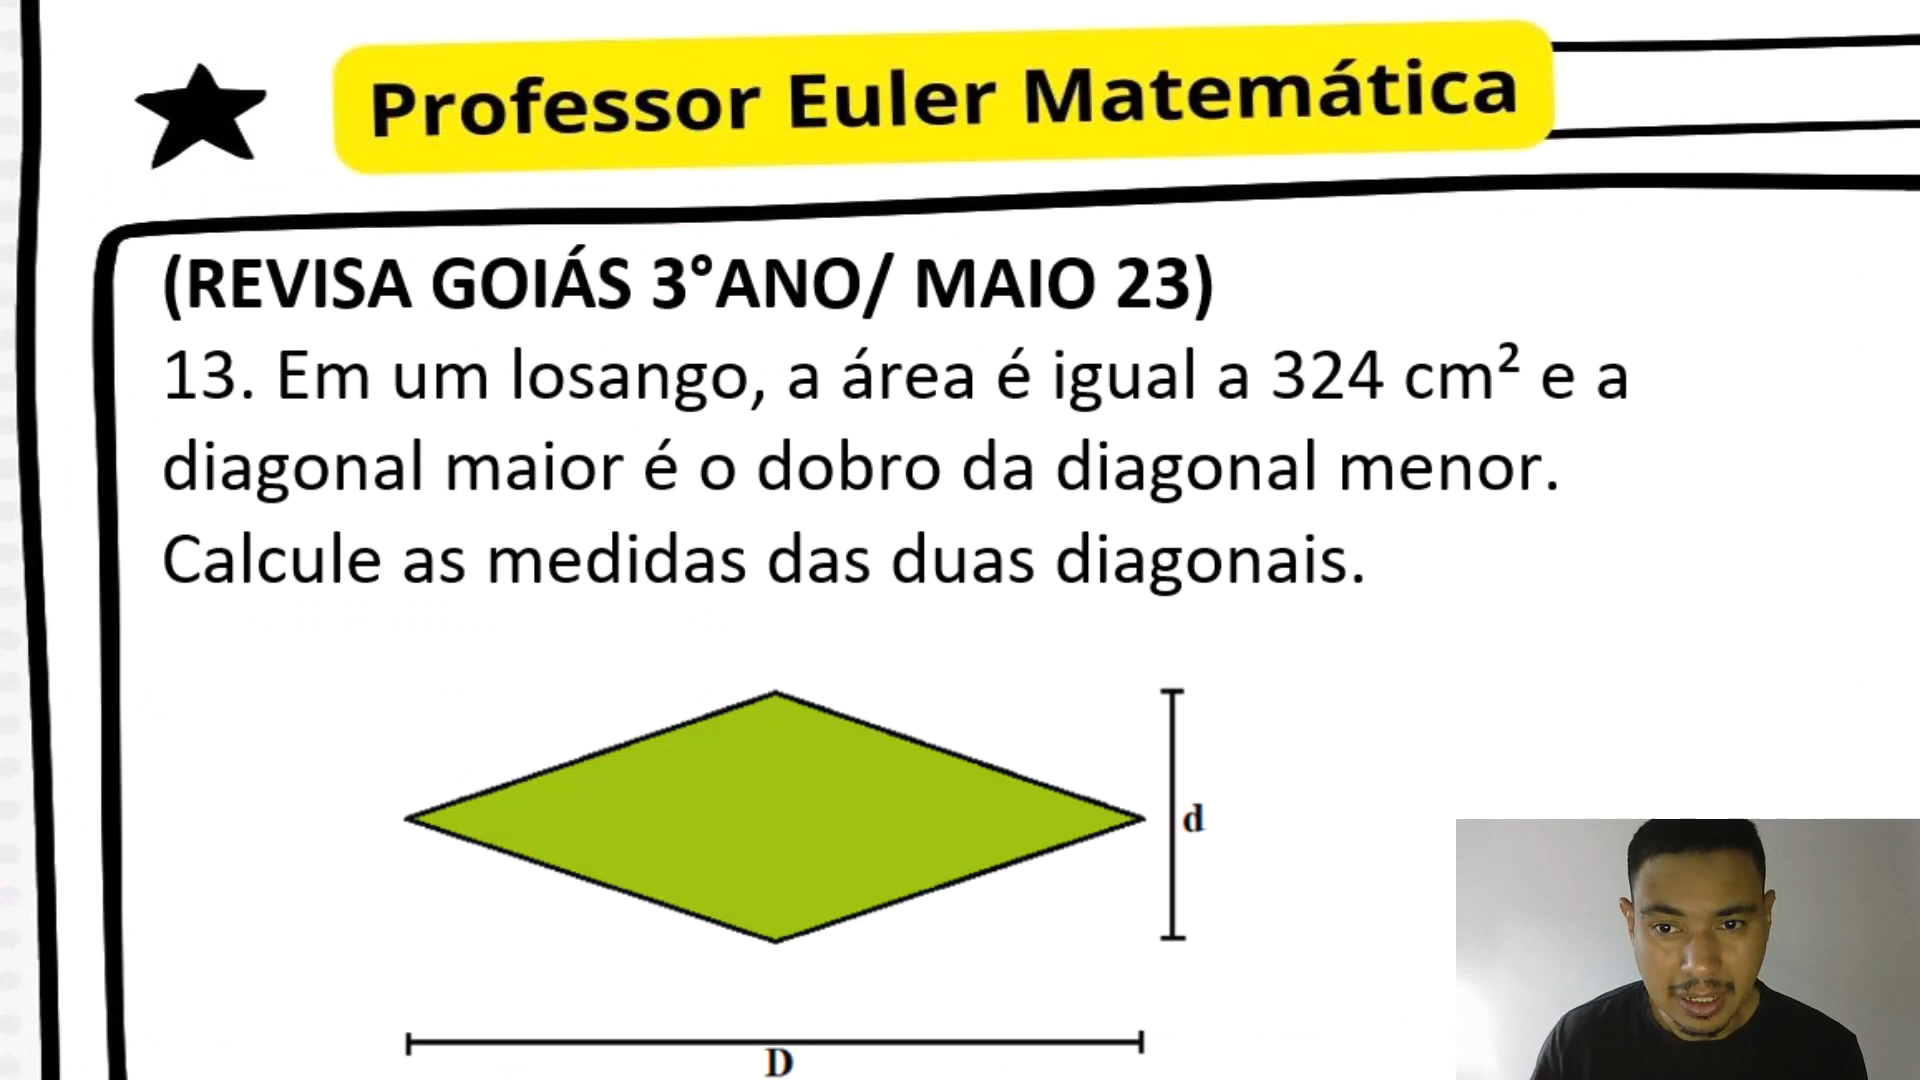 Professor Euler Matemática
(REVISA GOIÁS 3°ANO/ MAIO 23)
13. Em um losango, a área é igual a 324 cm² e a
diagonal maior é o dobro da diagonal menor.
Calcule as medidas das duas diagonais.
d
D